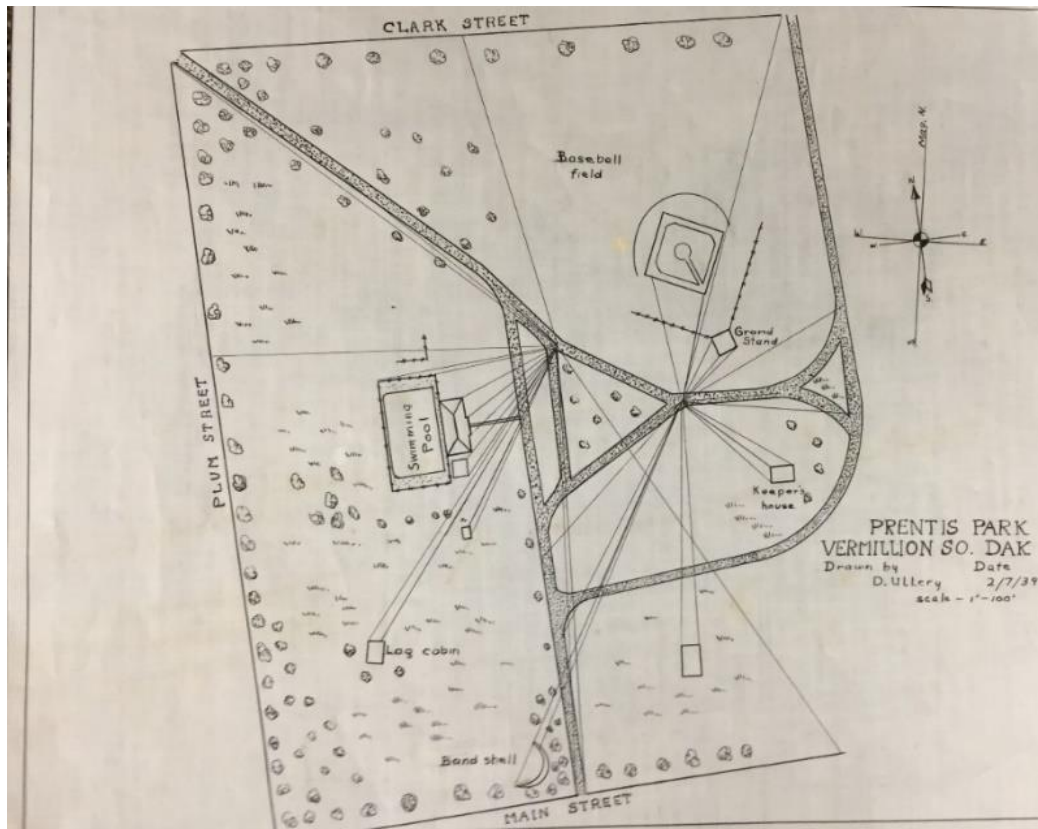 CLARK STREET
Baseball
field
Mag. N.
N
W
E
S
S
Grand
Stand
PLUM STREET
Swimming
Pool
Keeper's
house
PRENTIS PARK
VERMILLION SO. DAK
Drawn by Date
D. Ullery 2/7/39
scale - 1"-100'
Log cabin
Band shell
MAIN STREET